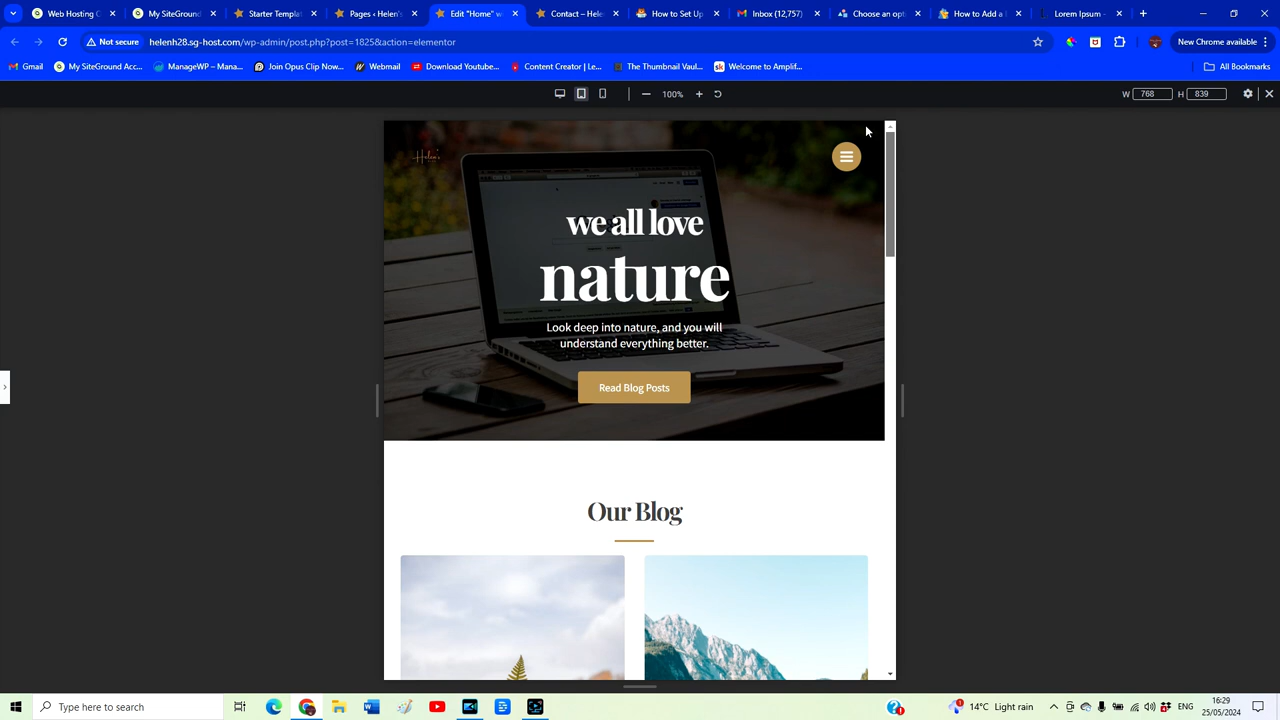 Web Hosting C
My SiteGround
Starter Templat
Pages ‹ Helen's
Edit "Home" w
Contact – Hele
How to Set Up
Inbox (12,757)
Choose an opt
How to Add a
Lorem Ipsum -
Not secure
helenh28.sg-host.com/wp-admin/post.php?post=1825&action=elementor
New Chrome available
Gmail
My SiteGround Acc...
ManageWP – Mana...
Join Opus Clip Now...
Webmail
Download Youtube...
Content Creator | Le...
The Thumbnail Vaul...
Welcome to Amplif...
All Bookmarks
100%
W 768 H 839
Helen's
we all love
nature
Look deep into nature, and you will
understand everything better.
Read Blog Posts
Our Blog
Type here to search
14°C Light rain
ENG
16:29
25/05/2024